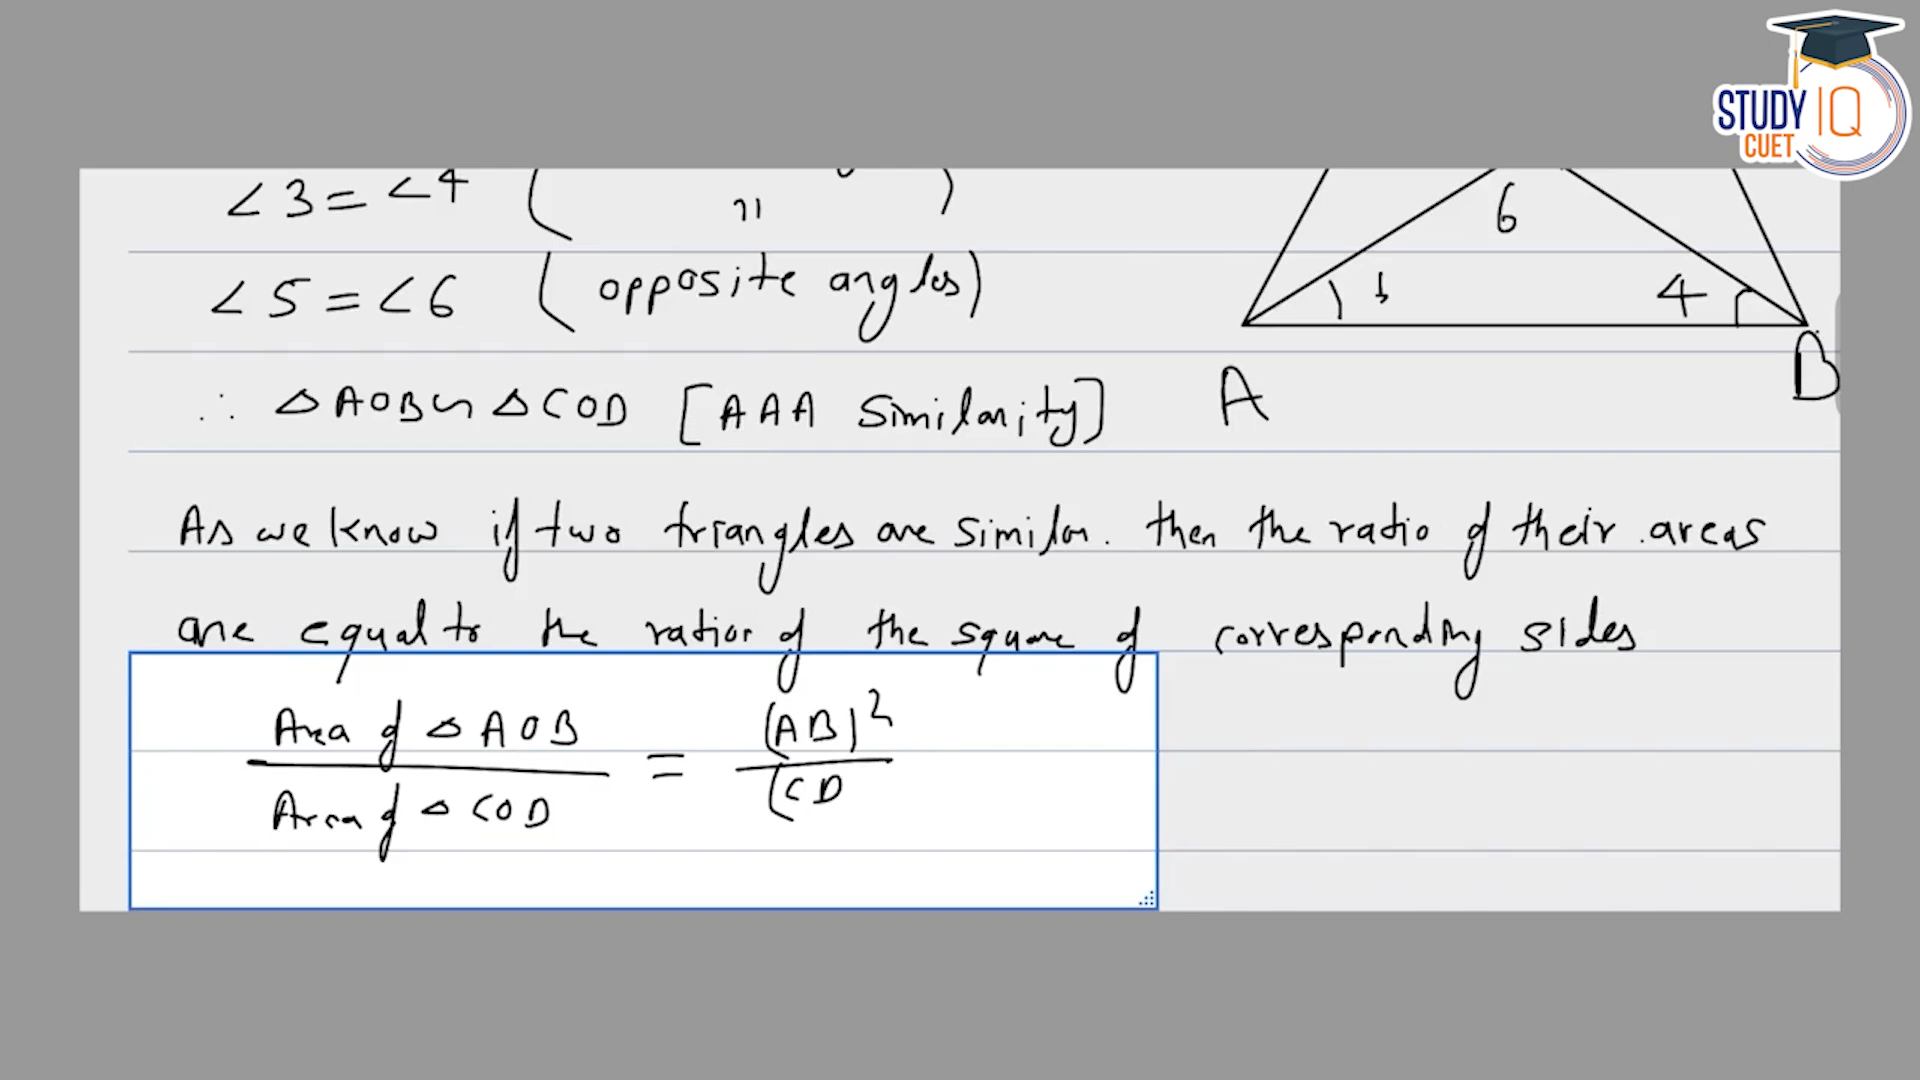 STUDY IQ
CUET
∠3 = ∠4 ( " )
6
∠5 = ∠6 (opposite angles)
1
4
∴ △AOB ∽ △COD [AAA Similarity]
A
B
As we know if two triangles are similar. then the ratio of their areas
are equal to the ratior of the square of corresponding sides
Area of △ AOB / Area of △ COD = (AB)² / (CD